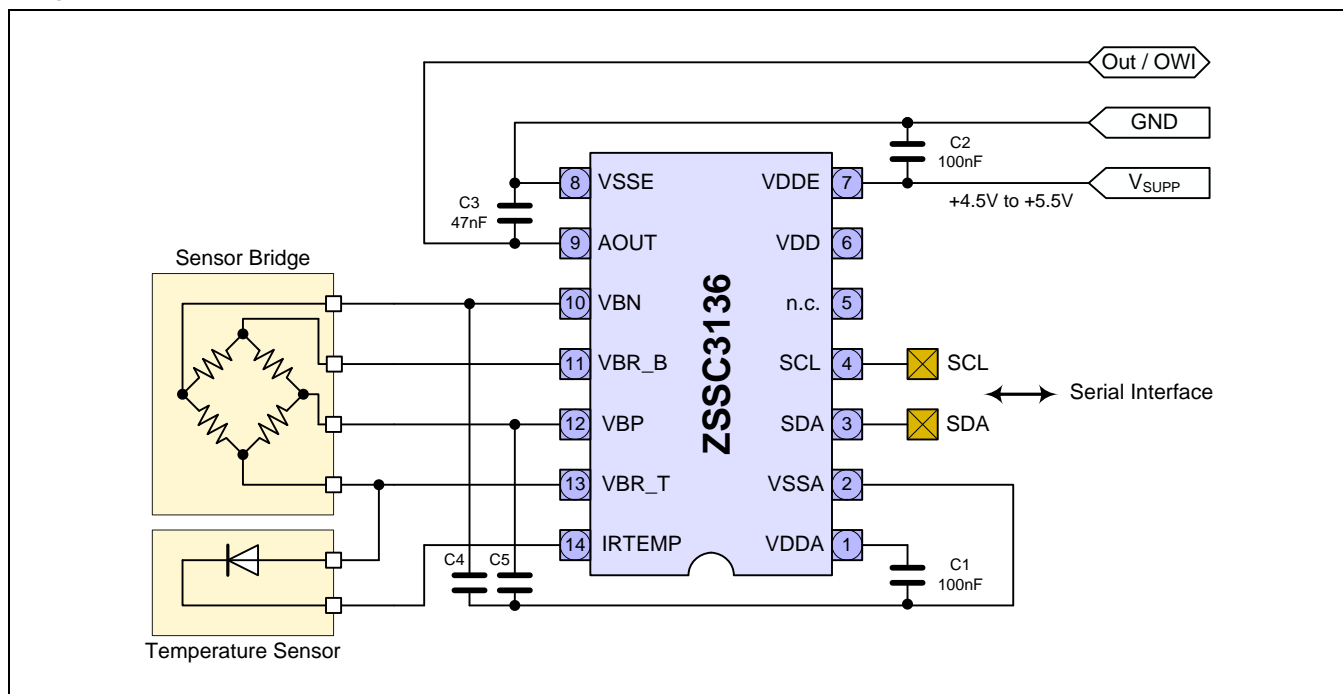 Out / OWI
GND
C2
100nF
VSUPP
+4.5V to +5.5V
8 VSSE
VDDE 7
C3
47nF
9 AOUT
VDD 6
Sensor Bridge
10 VBN
n.c. 5
11 VBR_B
SCL 4
SCL
Serial Interface
12 VBP
SDA 3
SDA
13 VBR_T
VSSA 2
14 IRTEMP
VDDA 1
ZSSC3136
C4
C5
C1
100nF
Temperature Sensor